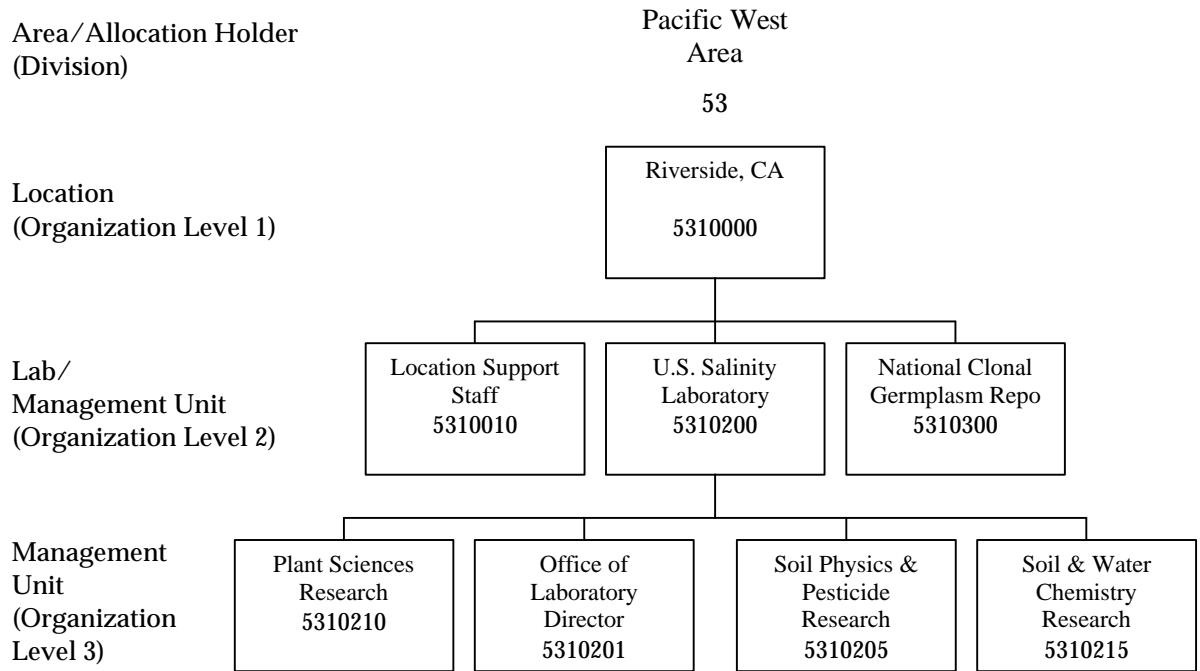 Area/Allocation Holder
(Division)
Pacific West
Area
53
Location
(Organization Level 1)
Riverside, CA
5310000
Lab/
Management Unit
(Organization Level 2)
Location Support
Staff
5310010
U.S. Salinity
Laboratory
5310200
National Clonal
Germplasm Repo
5310300
Management
Unit
(Organization
Level 3)
Plant Sciences
Research
5310210
Office of
Laboratory
Director
5310201
Soil Physics &
Pesticide
Research
5310205
Soil & Water
Chemistry
Research
5310215